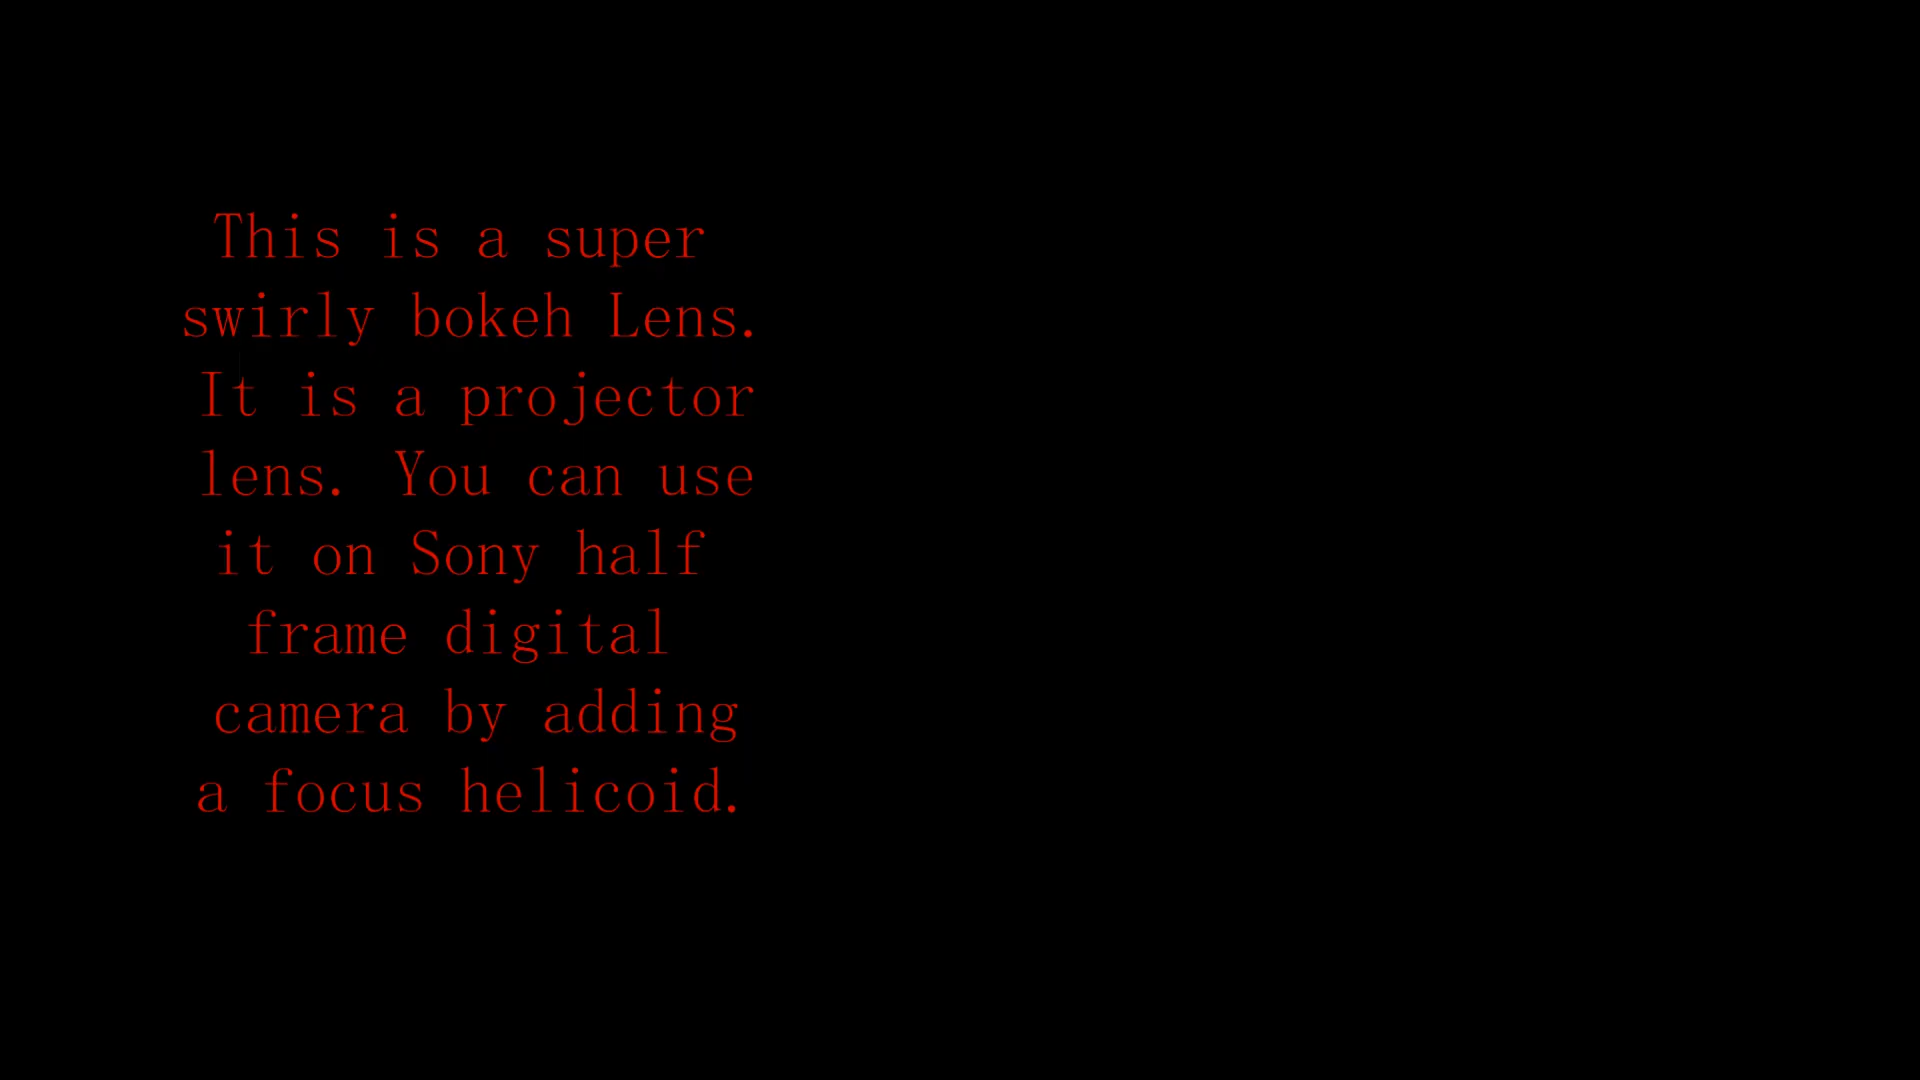 This is a super
swirly bokeh Lens.
It is a projector
lens. You can use
it on Sony half
frame digital
camera by adding
a focus helicoid.